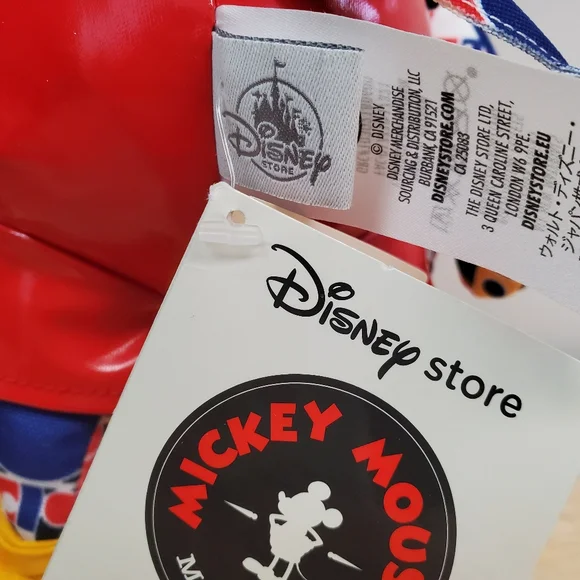 Disney
STORE
© DISNEY
DISNEY MERCHANDISE
SOURCING & DISTRIBUTION, LLC
BURBANK CA 91521
DISNEYSTORE.COM
CA 25083
THE DISNEY STORE LTD,
3 QUEEN CAROLINE STREET,
LONDON W6 9PE.
DISNEYSTORE.EU
ウォルト・ディズニー・
Disney store
MICKEY MOUS